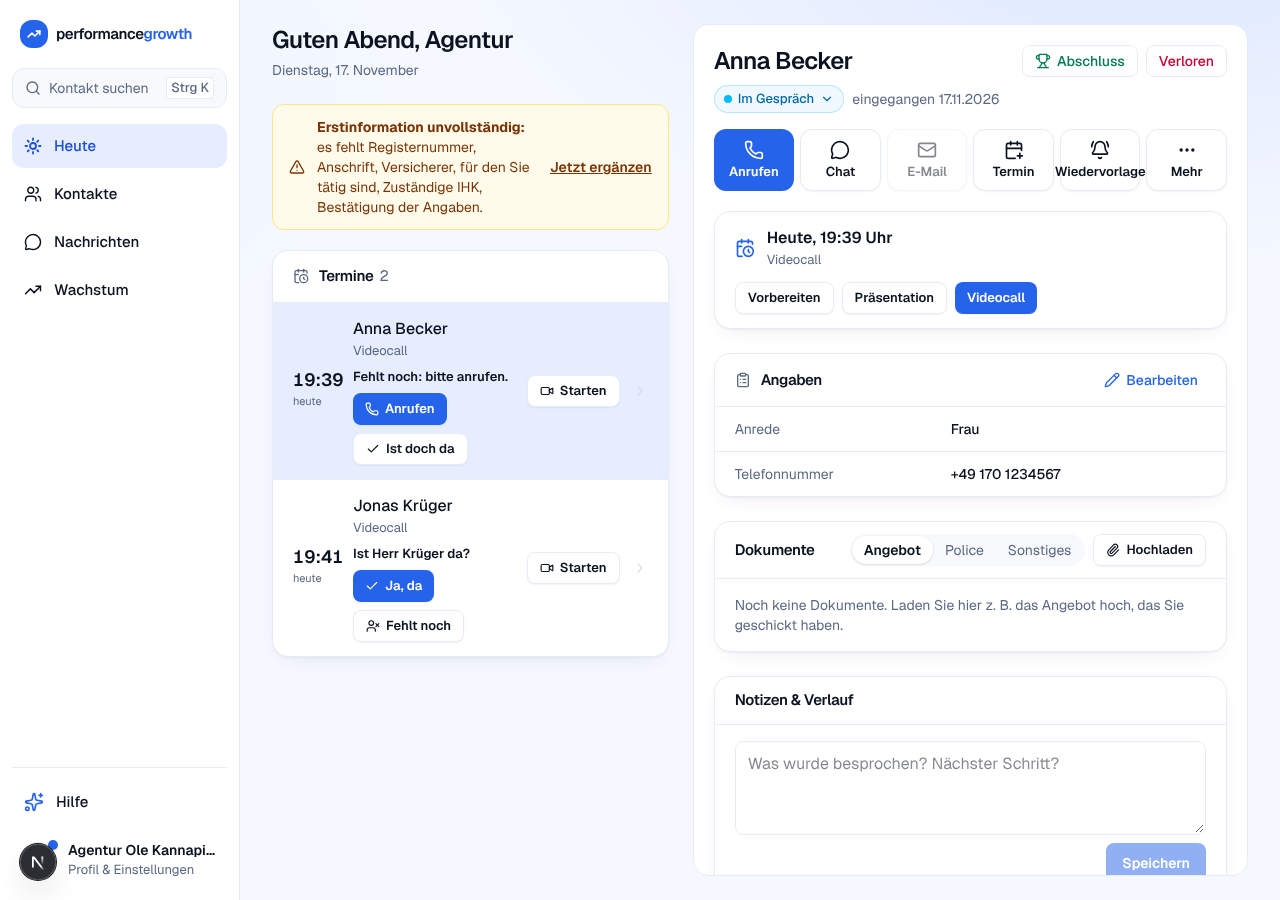 performancegrowth
Kontakt suchen Strg K
Heute
Kontakte
Nachrichten
Wachstum
Hilfe
N
Agentur Ole Kannapi...
Profil & Einstellungen
Guten Abend, Agentur
Dienstag, 17. November
Erstinformation unvollständig:
es fehlt Registernummer,
Anschrift, Versicherer, für den Sie
tätig sind, Zuständige IHK,
Bestätigung der Angaben.
Jetzt ergänzen
Termine 2
19:39
heute
Anna Becker
Videocall
Fehlt noch: bitte anrufen.
Anrufen
Ist doch da
Starten
19:41
heute
Jonas Krüger
Videocall
Ist Herr Krüger da?
Ja, da
Fehlt noch
Starten
Anna Becker
Abschluss
Verloren
Im Gespräch
eingegangen 17.11.2026
Anrufen
Chat
E-Mail
Termin
Wiedervorlage
Mehr
Heute, 19:39 Uhr
Videocall
Vorbereiten
Präsentation
Videocall
Angaben
Bearbeiten
Anrede Frau
Telefonnummer +49 170 1234567
Dokumente
Angebot
Police
Sonstiges
Hochladen
Noch keine Dokumente. Laden Sie hier z. B. das Angebot hoch, das Sie
geschickt haben.
Notizen & Verlauf
Was wurde besprochen? Nächster Schritt?
Speichern